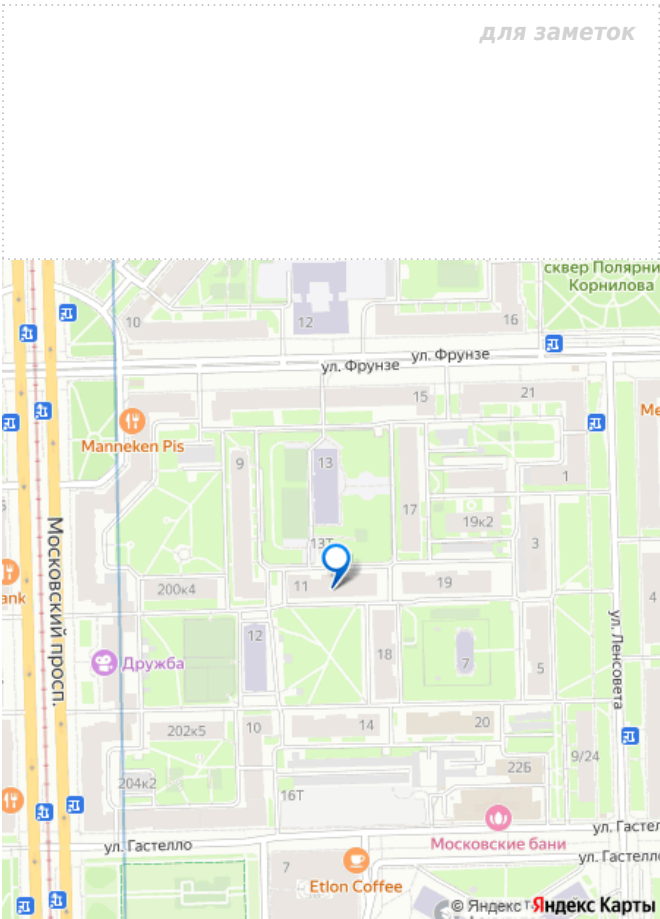 для заметок
сквер Полярни
Корнилова
10
12
16
ул. Фрунзе
ул. Фрунзе
15
21
Manneken Pis
9
13
1
17
19к2
13Т
3
Московский просп.
200к4
11
19
ank
4
ул. Ленсовета
12
18
7
Дружба
5
202к5
10
14
20
9/24
22Б
204к2
16Т
ул. Гастелло
Московские бани
ул. Гастел
ул. Гастелло
7
Etlon Coffee
© Яндекс
Яндекс Карты